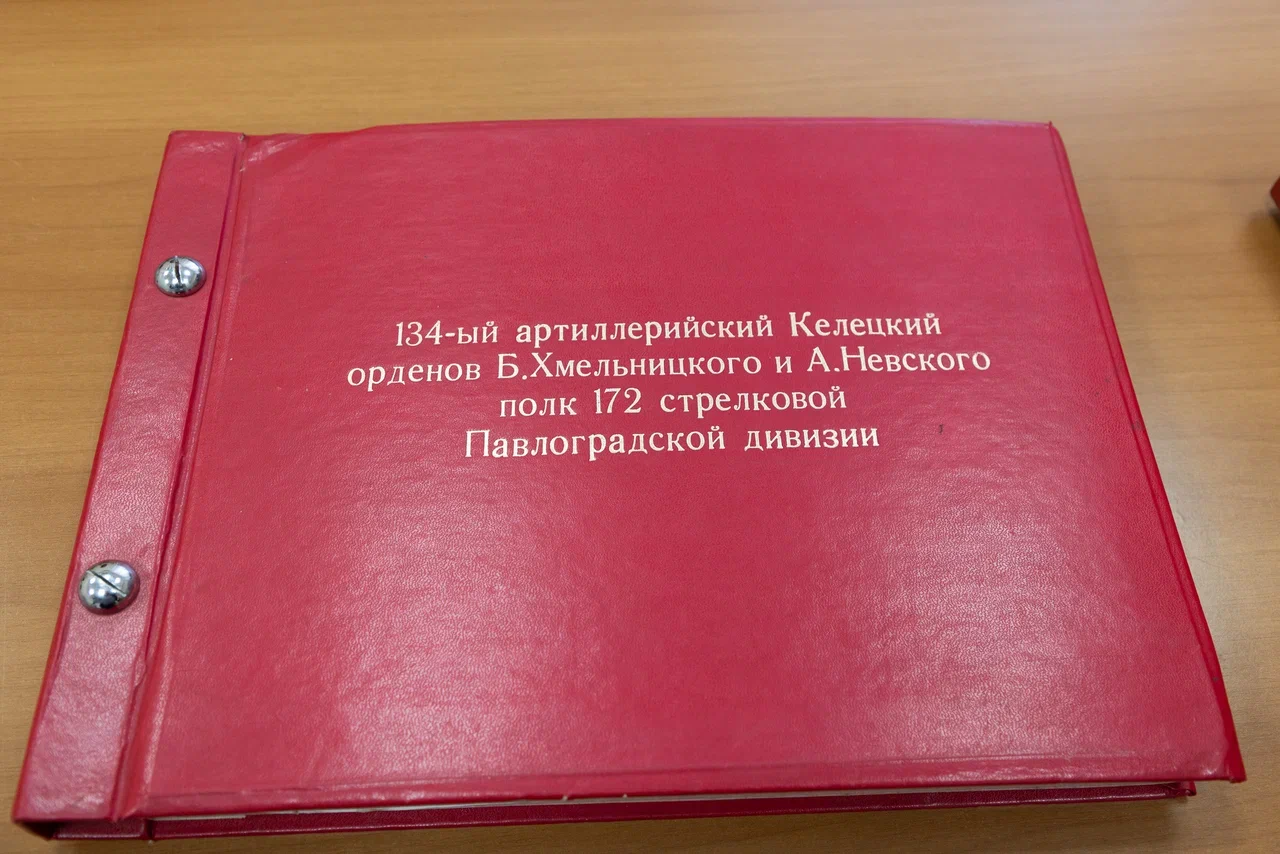 134-ый артиллерийский Келецкий
орденов Б.Хмельницкого и А.Невского
полк 172 стрелковой
Павлоградской дивизии